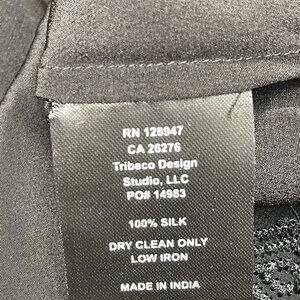 RN 128947
CA 26276
Tribeco Design
Studio, LLC
PO# 14983
100% SILK
DRY CLEAN ONLY
LOW IRON
MADE IN INDIA